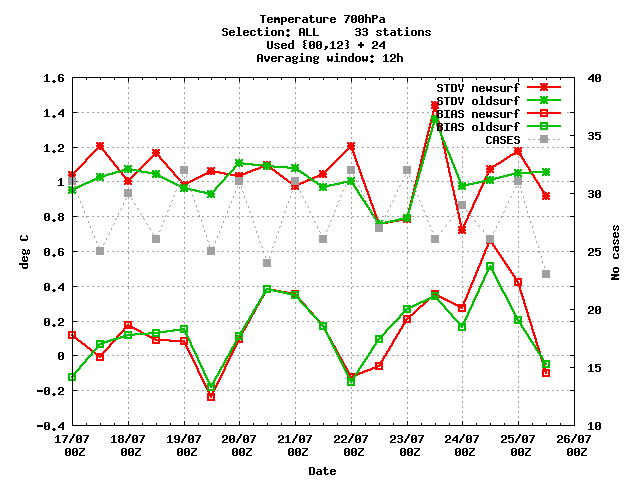 Temperature 700hPa
Selection: ALL 33 stations
Used {00,12} + 24
Averaging window: 12h
STDV newsurf
STDV oldsurf
BIAS newsurf
BIAS oldsurf
CASES
deg C
1.6
1.4
1.2
1
0.8
0.6
0.4
0.2
0
-0.2
-0.4
No cases
40
35
30
25
20
15
10
17/07 18/07 19/07 20/07 21/07 22/07 23/07 24/07 25/07 26/07
00Z 00Z 00Z 00Z 00Z 00Z 00Z 00Z 00Z 00Z
Date